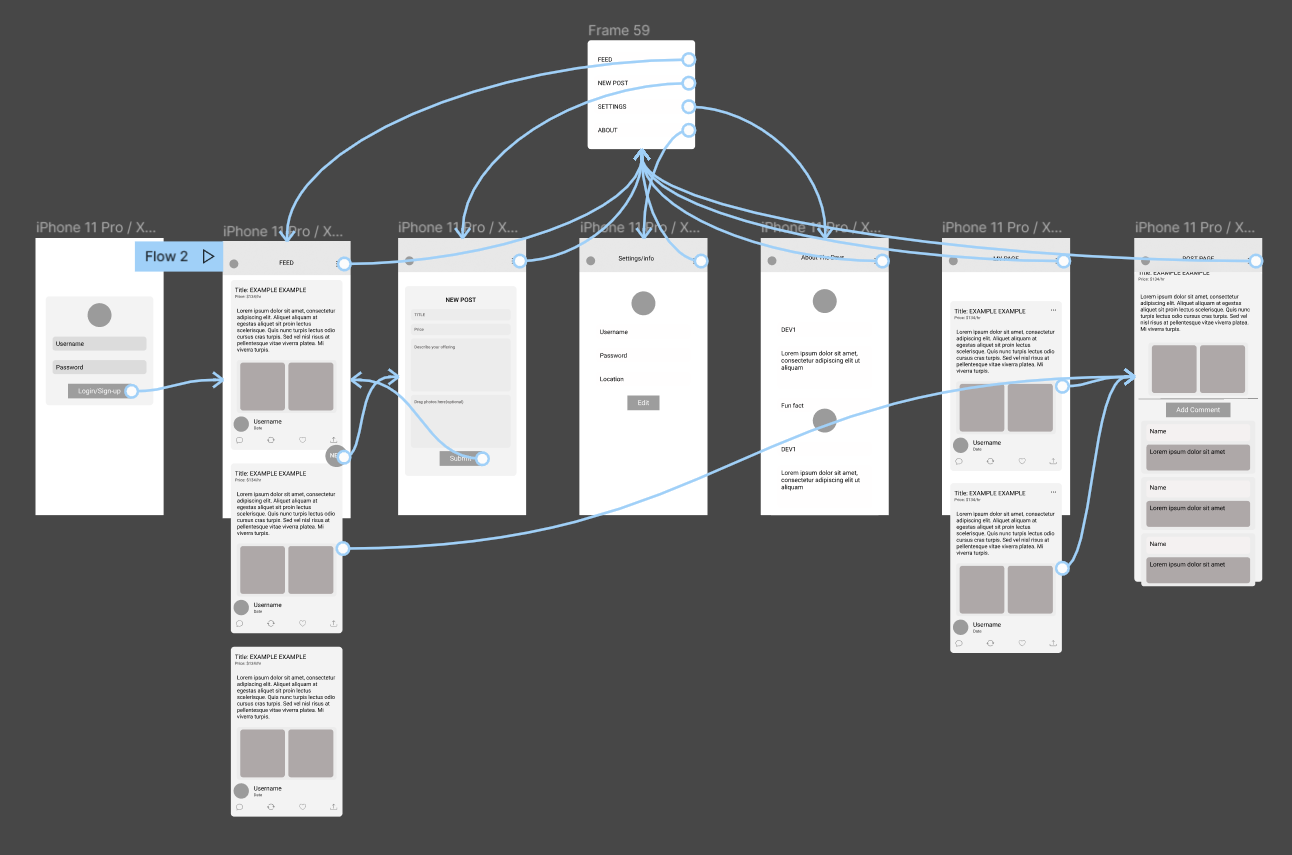 Frame 59
FEED
NEW POST
SETTINGS
ABOUT
iPhone 11 Pro / X...
Username
Password
Login/Sign-up
Flow 2
iPhone 11 Pro / X...
FEED
Title: EXAMPLE EXAMPLE
Price: $134/hr
Lorem ipsum dolor sit amet, consectetur
adipiscing elit. Aliquet aliquam at
egestas aliquet sit proin lectus
scelerisque. Quis nunc turpis lectus odio
cursus cras turpis. Sed vel nisl risus at
pellentesque vitae viverra platea. Mi
viverra turpis.
Username
Date
Title: EXAMPLE EXAMPLE
Price: $134/hr
Lorem ipsum dolor sit amet, consectetur
adipiscing elit. Aliquet aliquam at
egestas aliquet sit proin lectus
scelerisque. Quis nunc turpis lectus odio
cursus cras turpis. Sed vel nisl risus at
pellentesque vitae viverra platea. Mi
viverra turpis.
Username
Date
Title: EXAMPLE EXAMPLE
Price: $134/hr
Lorem ipsum dolor sit amet, consectetur
adipiscing elit. Aliquet aliquam at
egestas aliquet sit proin lectus
scelerisque. Quis nunc turpis lectus odio
cursus cras turpis. Sed vel nisl risus at
pellentesque vitae viverra platea. Mi
viverra turpis.
Username
Date
iPhone 11 Pro / X...
NEW POST
TITLE
Price
Describe your offering
Drag photos here(optional)
Submit
iPhone 11 Pro / X...
Settings/info
Username
Password
Location
Edit
iPhone 11 Pro / X...
About The Devs
DEV1
Lorem ipsum dolor sit amet,
consectetur adipiscing elit ut
aliquam
Fun fact
DEV1
Lorem ipsum dolor sit amet,
consectetur adipiscing elit ut
aliquam
iPhone 11 Pro / X...
MY PAGE
Title: EXAMPLE EXAMPLE
Price: $134/hr
Lorem ipsum dolor sit amet, consectetur
adipiscing elit. Aliquet aliquam at
egestas aliquet sit proin lectus
scelerisque. Quis nunc turpis lectus odio
cursus cras turpis. Sed vel nisl risus at
pellentesque vitae viverra platea. Mi
viverra turpis.
Username
Date
Title: EXAMPLE EXAMPLE
Price: $134/hr
Lorem ipsum dolor sit amet, consectetur
adipiscing elit. Aliquet aliquam at
egestas aliquet sit proin lectus
scelerisque. Quis nunc turpis lectus odio
cursus cras turpis. Sed vel nisl risus at
pellentesque vitae viverra platea. Mi
viverra turpis.
Username
Date
iPhone 11 Pro / X...
POST PAGE
Title: EXAMPLE EXAMPLE
Price: $134/hr
Lorem ipsum dolor sit amet, consectetur
adipiscing elit. Aliquet aliquam at
egestas aliquet sit proin lectus
scelerisque. Quis nunc turpis lectus odio
cursus cras turpis. Sed vel nisl risus at
pellentesque vitae viverra platea. Mi
viverra turpis.
Add Comment
Name
Lorem ipsum dolor sit amet
Name
Lorem ipsum dolor sit amet
Name
Lorem ipsum dolor sit amet